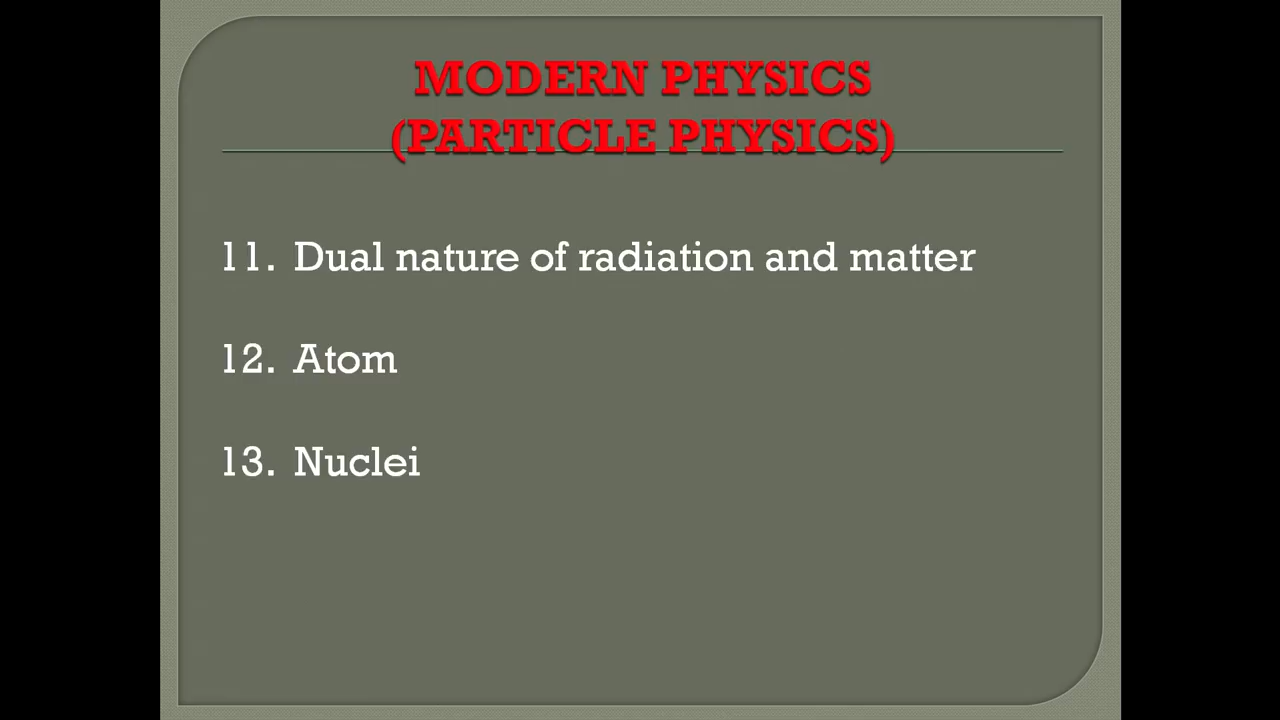 MODERN PHYSICS
(PARTICLE PHYSICS)
11. Dual nature of radiation and matter
12. Atom
13. Nuclei